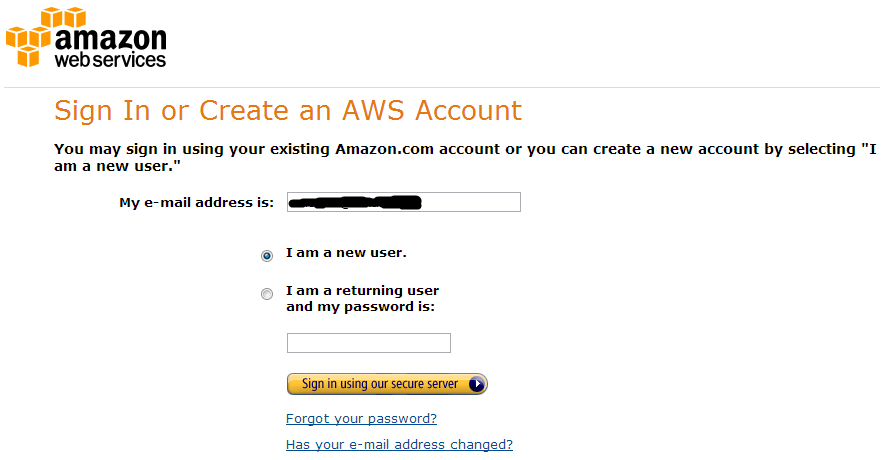 amazon
web services
Sign In or Create an AWS Account
You may sign in using your existing Amazon.com account or you can create a new account by selecting "I
am a new user."
My e-mail address is:
I am a new user.
I am a returning user
and my password is:
Sign in using our secure server
Forgot your password?
Has your e-mail address changed?